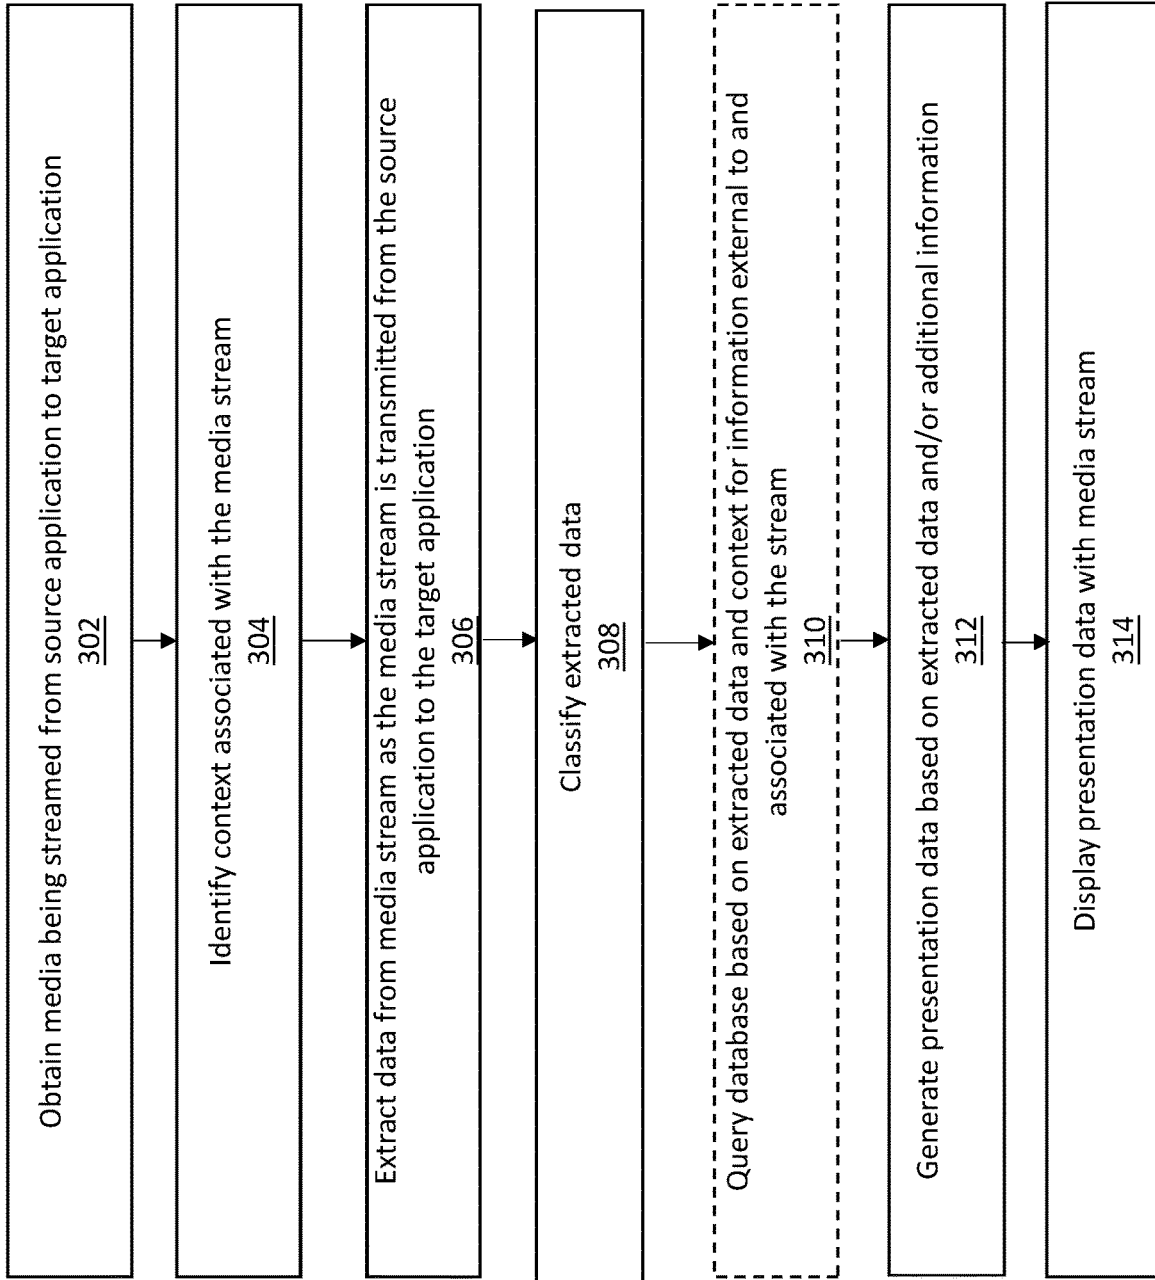 Obtain media being streamed from source application to target application
302
Identify context associated with the media stream
304
Extract data from media stream as the media stream is transmitted from the source
application to the target application
306
Classify extracted data
308
Query database based on extracted data and context for information external to and
associated with the stream
310
Generate presentation data based on extracted data and/or additional information
312
Display presentation data with media stream
314